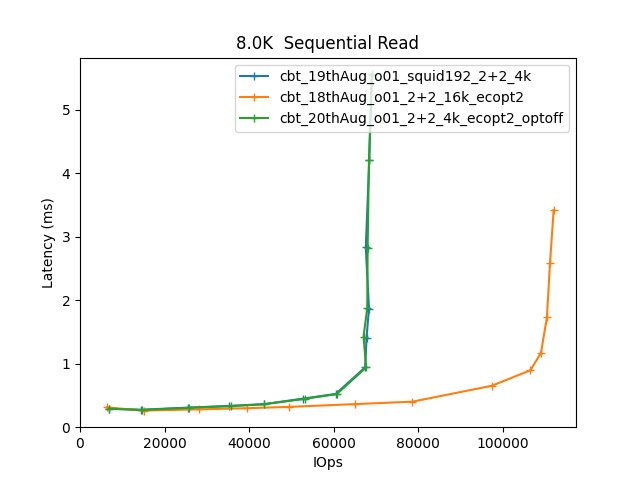 8.0K  Sequential Read
cbt_19thAug_o01_squid192_2+2_4k
cbt_18thAug_o01_2+2_16k_ecopt2
cbt_20thAug_o01_2+2_4k_ecopt2_optoff
Latency (ms)
5
4
3
2
1
0
0 20000 40000 60000 80000 100000
IOps